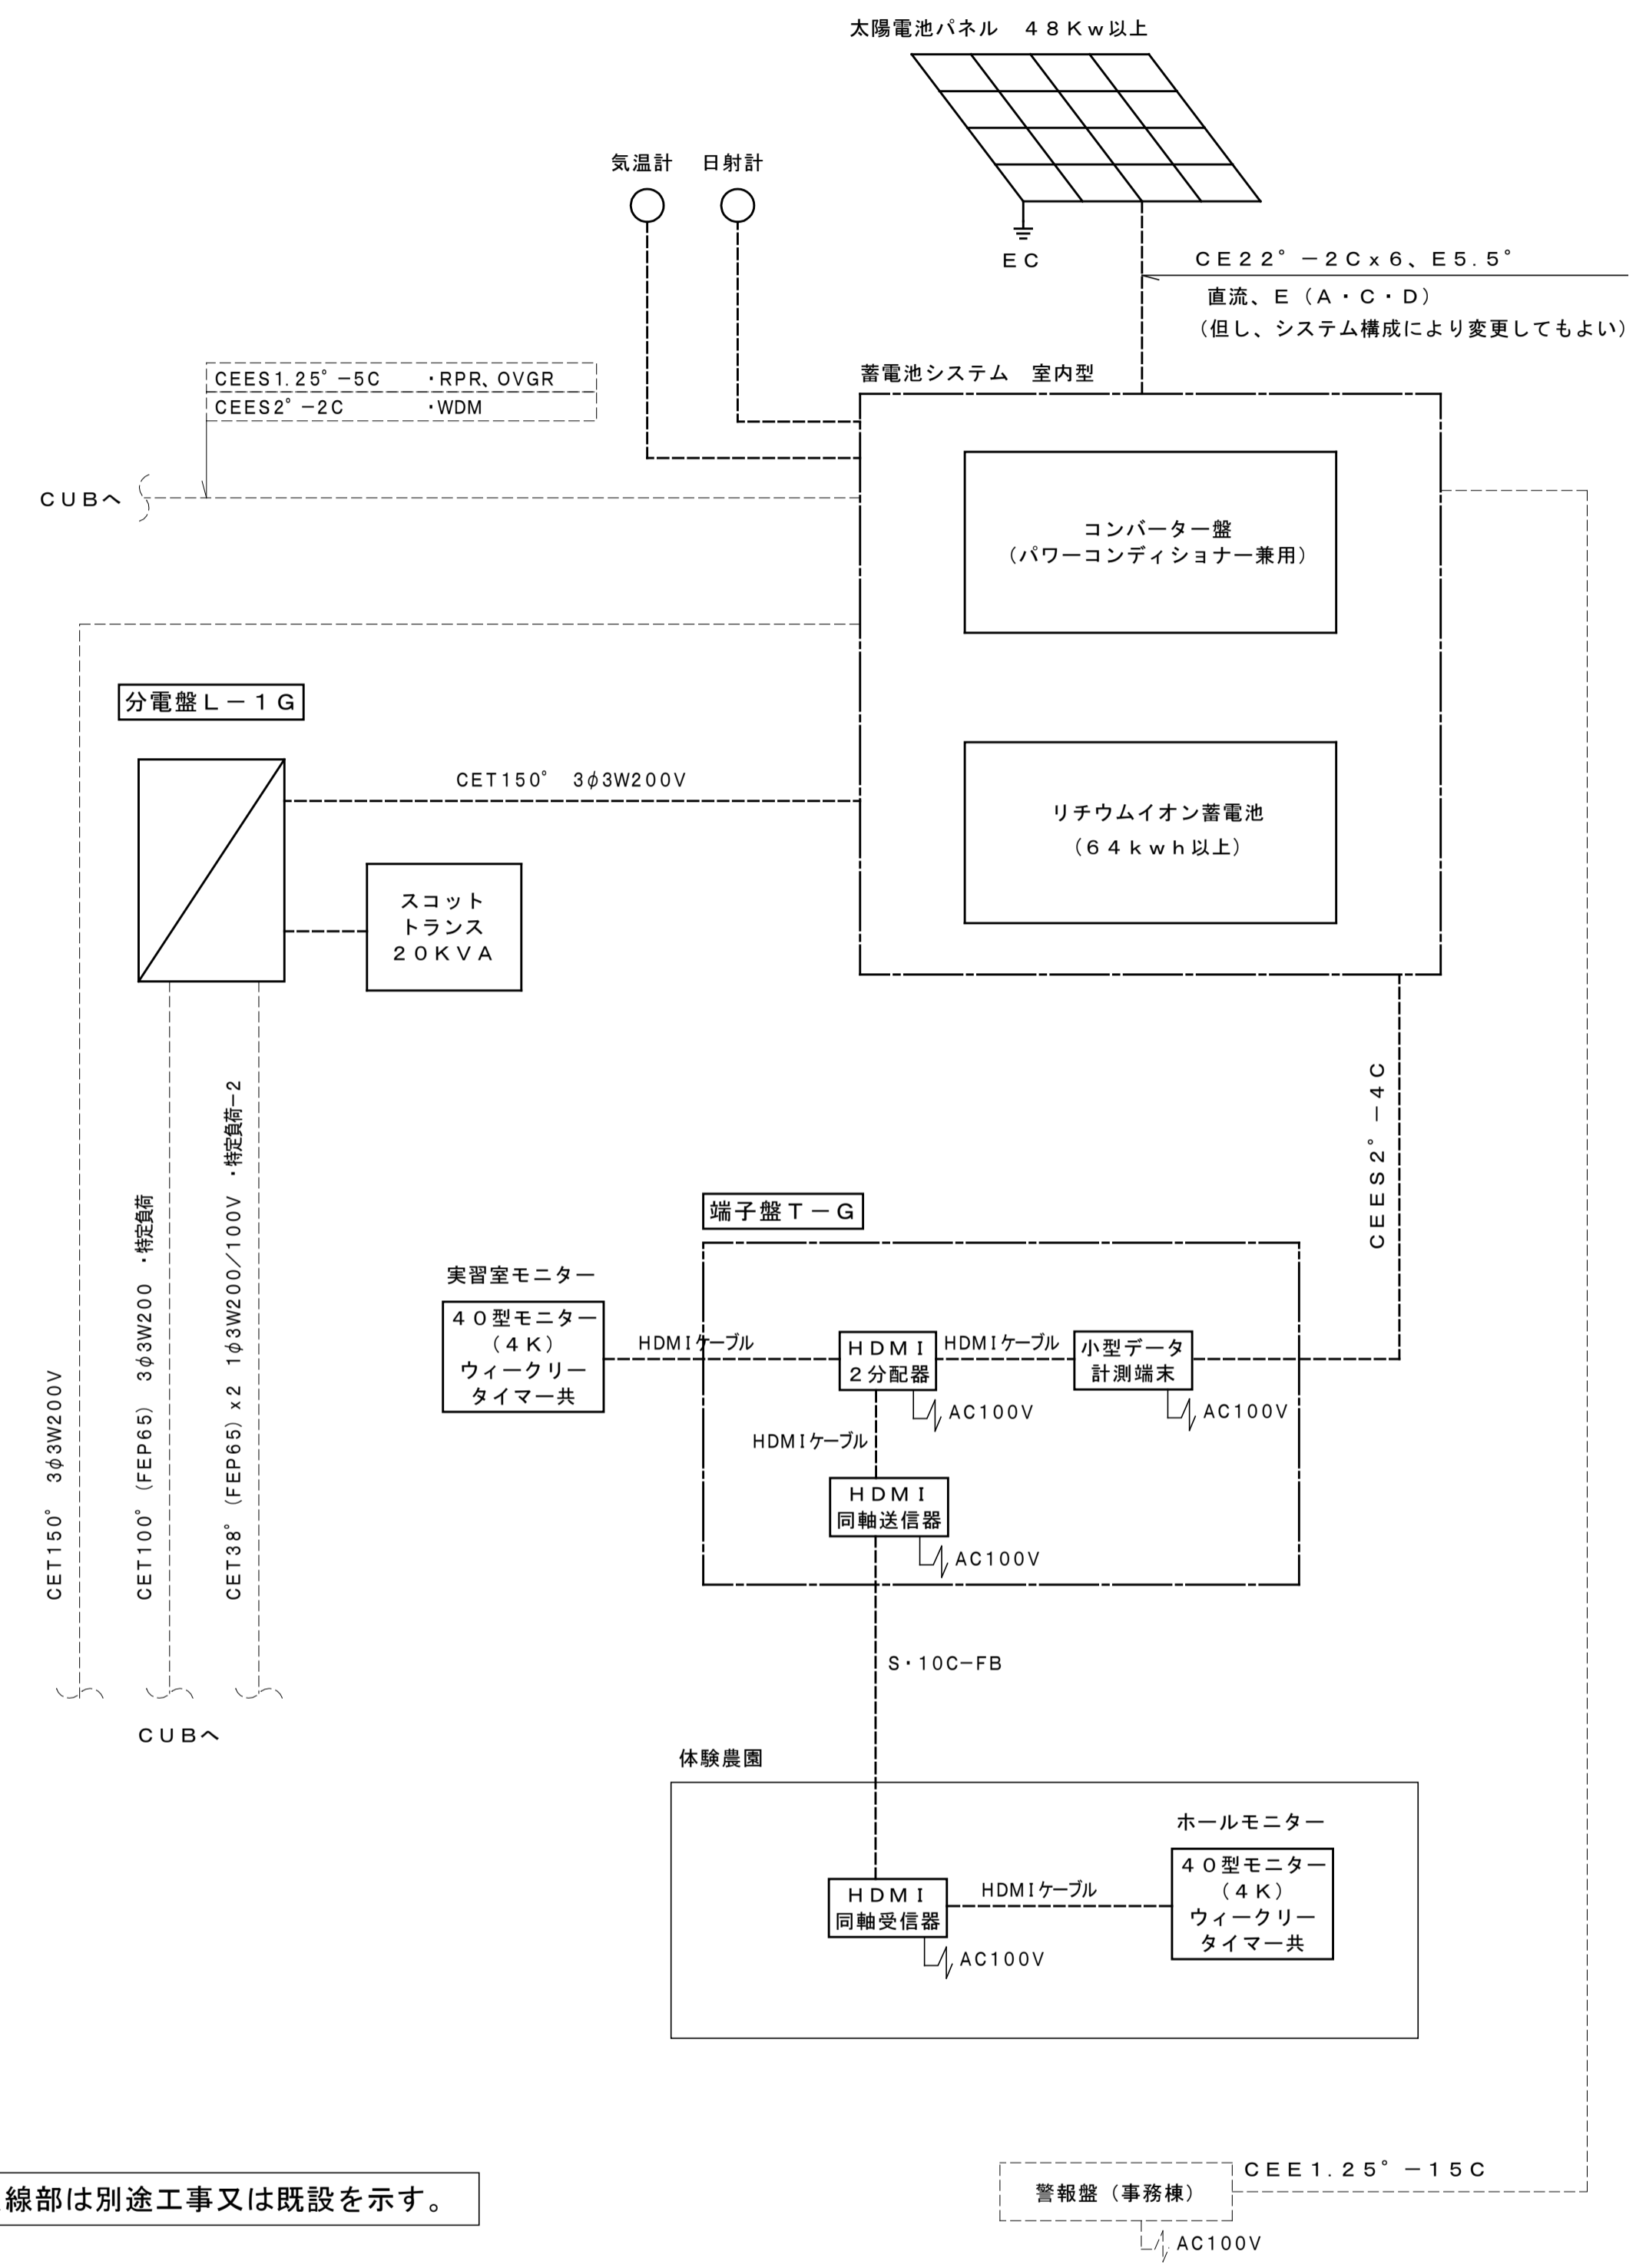 太陽電池パネル　４８Ｋｗ以上
気温計　日射計
ＥＣ
ＣＥ２２°－２Ｃｘ６、Ｅ５．５°
直流、Ｅ（Ａ・Ｃ・Ｄ）
（但し、システム構成により変更してもよい）
蓄電池システム　室内型
CEES1.25°-5C　・RPR、OVGR
CEES2°-2C　・WDM
ＣＵＢへ
コンバーター盤
（パワーコンディショナー兼用）
分電盤Ｌ－１Ｇ
CET150°　3φ3W200V
リチウムイオン蓄電池
（６４ｋｗｈ以上）
スコット
トランス
２０ＫＶＡ
CET150°　3φ3W200V
CET100°（FEP65）　3φ3W200　・特定負荷
CET38°（FEP65）x2　1φ3W200/100V　・特定負荷-2
ＣＵＢへ
ＣＥＥＳ２°－４Ｃ
端子盤Ｔ－Ｇ
実習室モニター
４０型モニター
（４Ｋ）
ウィークリー
タイマー共
HDMIケーブル
ＨＤＭＩ
２分配器
HDMIケーブル
小型データ
計測端末
AC100V
AC100V
HDMIケーブル
ＨＤＭＩ
同軸送信器
AC100V
S・10C-FB
体験農園
ホールモニター
４０型モニター
（４Ｋ）
ウィークリー
タイマー共
ＨＤＭＩ
同軸受信器
HDMIケーブル
AC100V
線部は別途工事又は既設を示す。
警報盤（事務棟）
ＣＥＥ１．２５°－１５Ｃ
AC100V